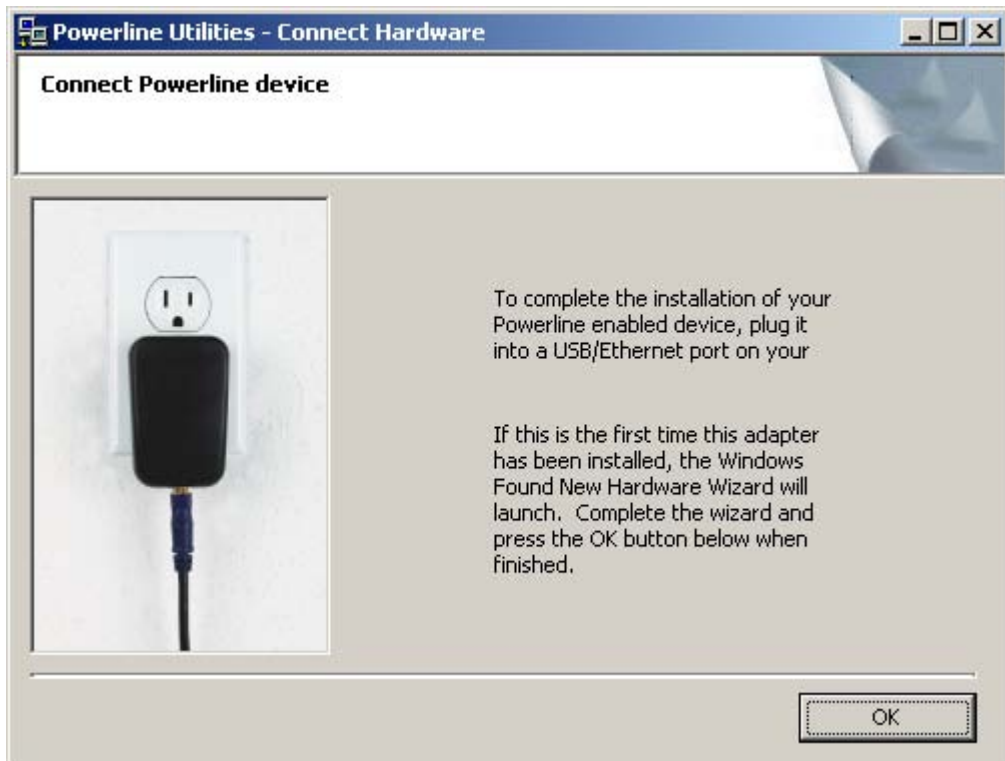 Powerline Utilities - Connect Hardware
Connect Powerline device
To complete the installation of your
Powerline enabled device, plug it
into a USB/Ethernet port on your
If this is the first time this adapter
has been installed, the Windows
Found New Hardware Wizard will
launch.  Complete the wizard and
press the OK button below when
finished.
OK